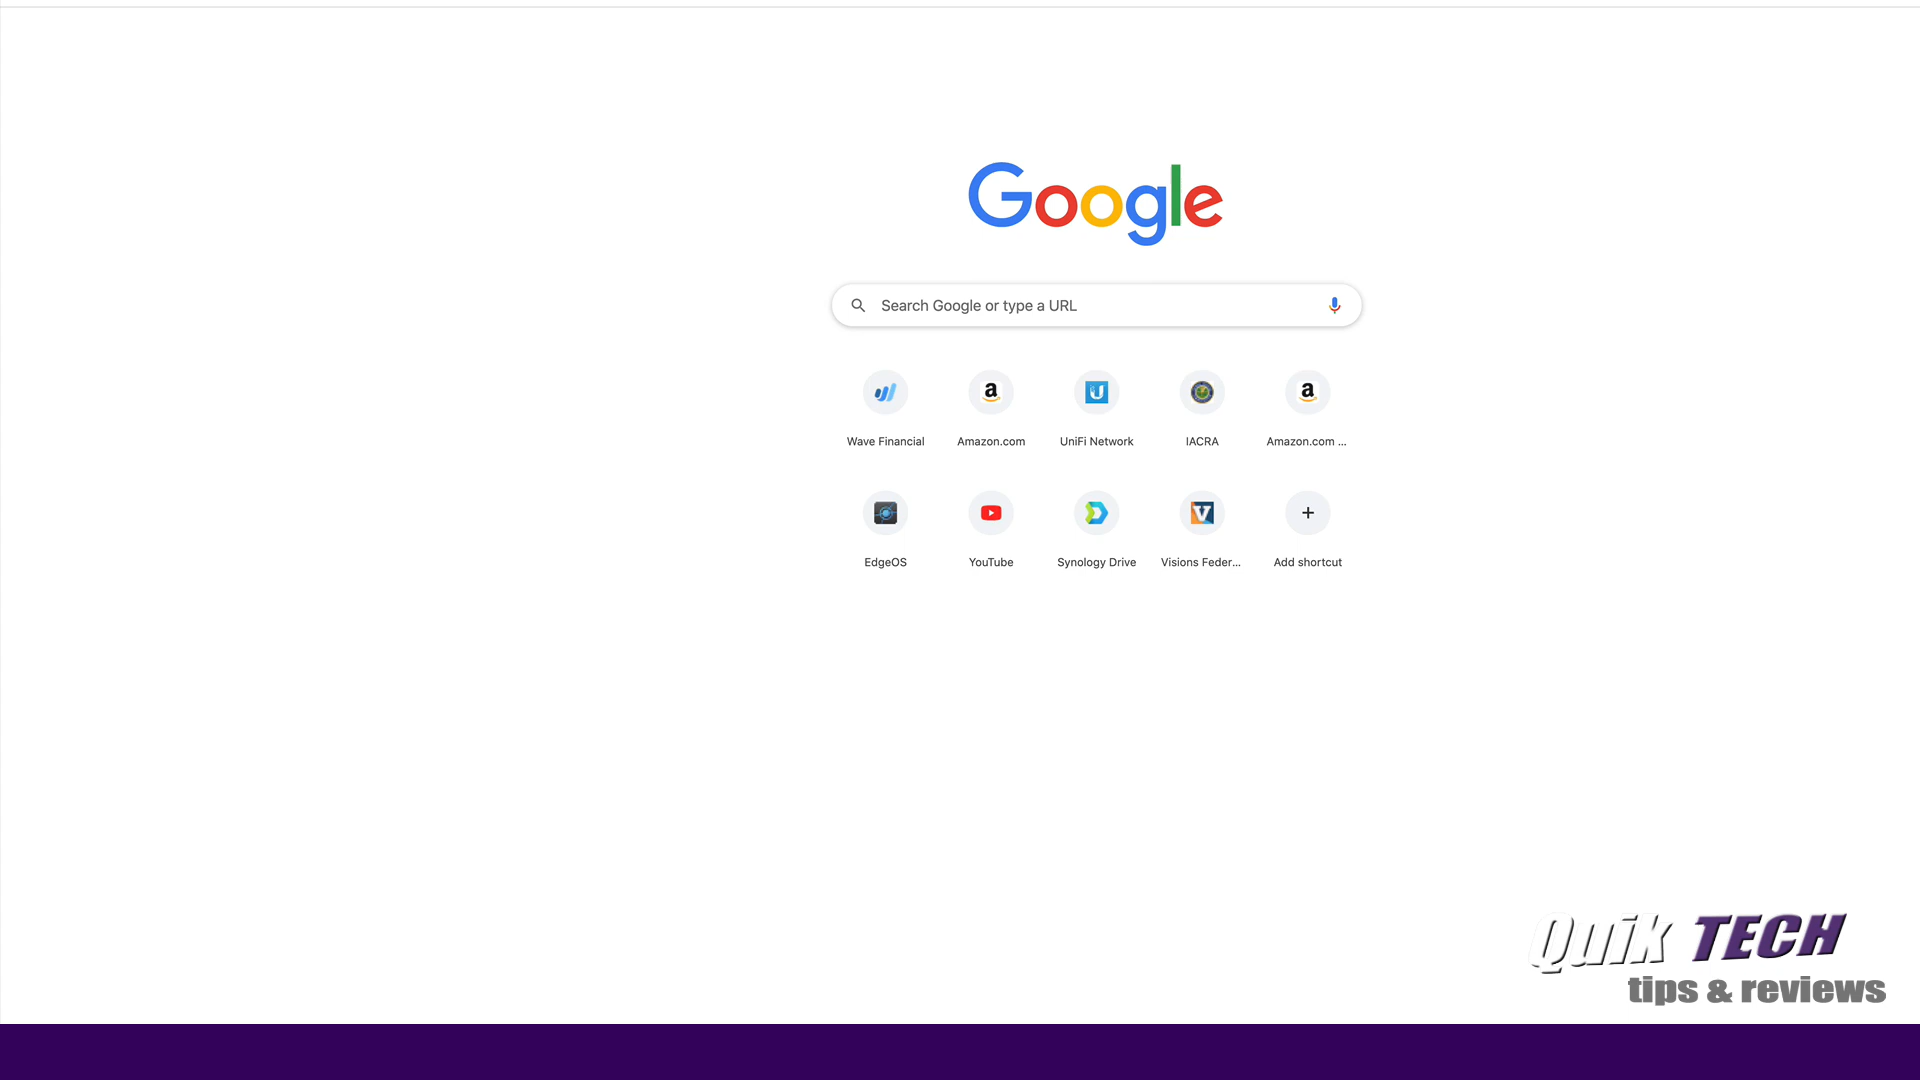 Google
Search Google or type a URL
Wave Financial
Amazon.com
UniFi Network
IACRA
Amazon.com ...
EdgeOS
YouTube
Synology Drive
Visions Feder...
Add shortcut
Quik TECH
tips & reviews